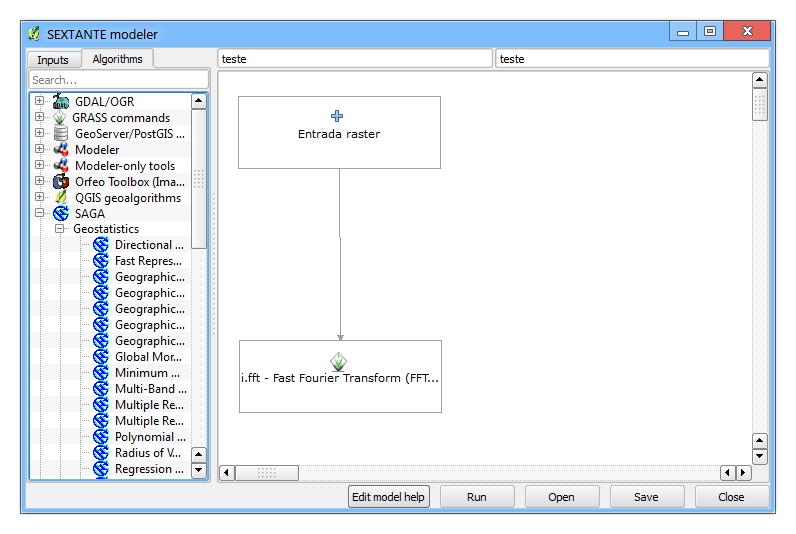 SEXTANTE modeler
Inputs
Algorithms
teste
teste
Search...
GDAL/OGR
GRASS commands
GeoServer/PostGIS ...
Modeler
Modeler-only tools
Orfeo Toolbox (Ima...
QGIS geoalgorithms
SAGA
Geostatistics
Directional ...
Fast Repres...
Geographic...
Geographic...
Geographic...
Geographic...
Geographic...
Global Mor...
Minimum ...
Multi-Band ...
Multiple Re...
Multiple Re...
Polynomial ...
Radius of V...
Regression ...
Entrada raster
i.fft - Fast Fourier Transform (FFT...
Edit model help
Run
Open
Save
Close